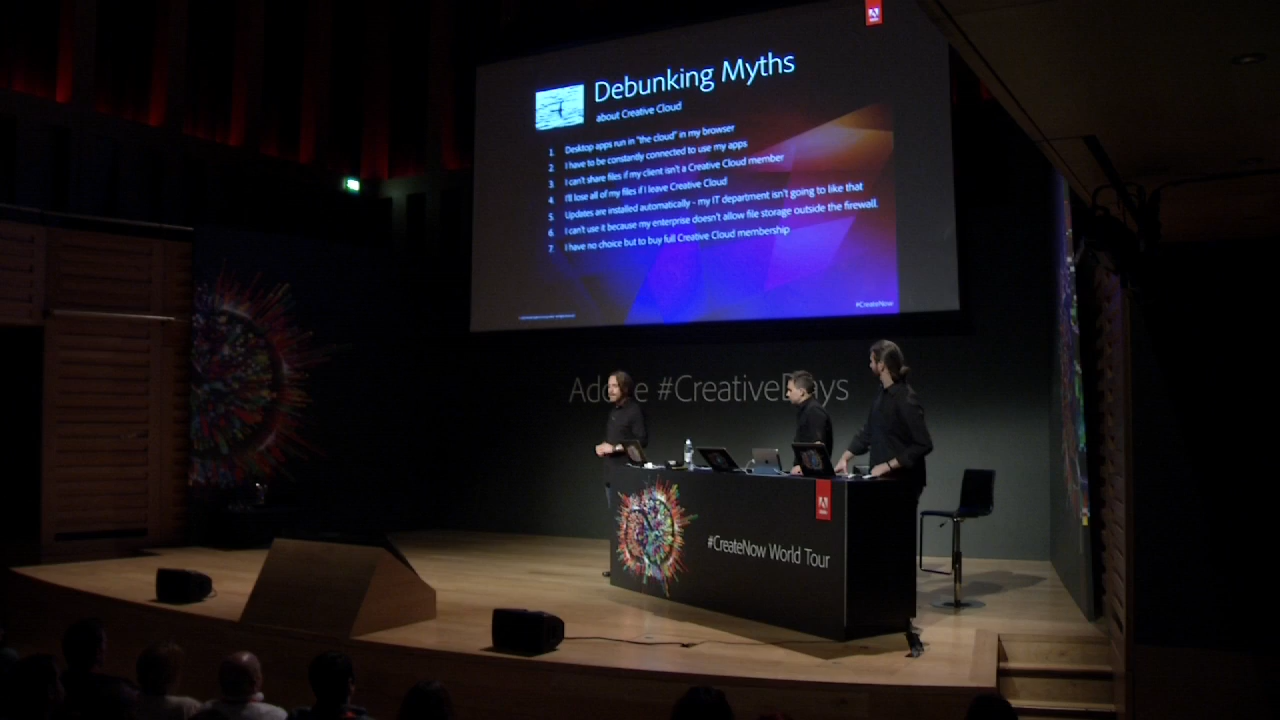 Debunking Myths
about Creative Cloud
1. Desktop apps run in "the cloud" in my browser
2. I have to be constantly connected to use my apps
3. I can't share files if my client isn't a Creative Cloud member
4. I'll lose all of my files if I leave Creative Cloud
5. Updates are installed automatically - my IT department isn't going to like that
6. I can't use it because my enterprise doesn't allow file storage outside the firewall.
7. I have no choice but to buy full Creative Cloud membership
#CreateNow
Adobe #CreativeDays
#CreateNow World Tour